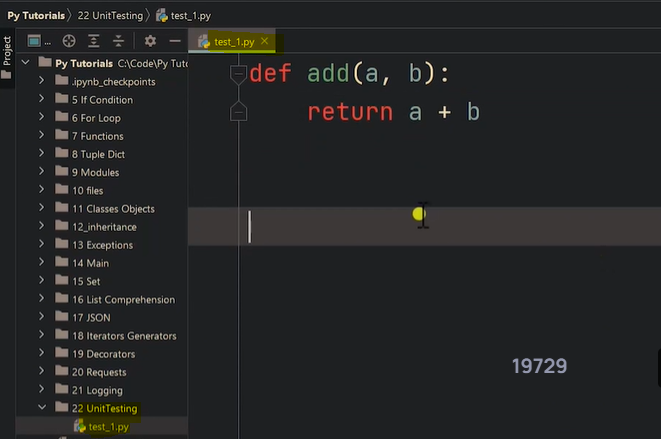 Py Tutorials 22 UnitTesting test_1.py
Project
... test_1.py
Py Tutorials C:\Code\Py Tuto
.ipynb_checkpoints
5 If Condition
6 For Loop
7 Functions
8 Tuple Dict
9 Modules
10 files
11 Classes Objects
12_inheritance
13 Exceptions
14 Main
15 Set
16 List Comprehension
17 JSON
18 Iterators Generators
19 Decorators
20 Requests
21 Logging
22 UnitTesting
test_1.py
def add(a, b):
return a + b
19729